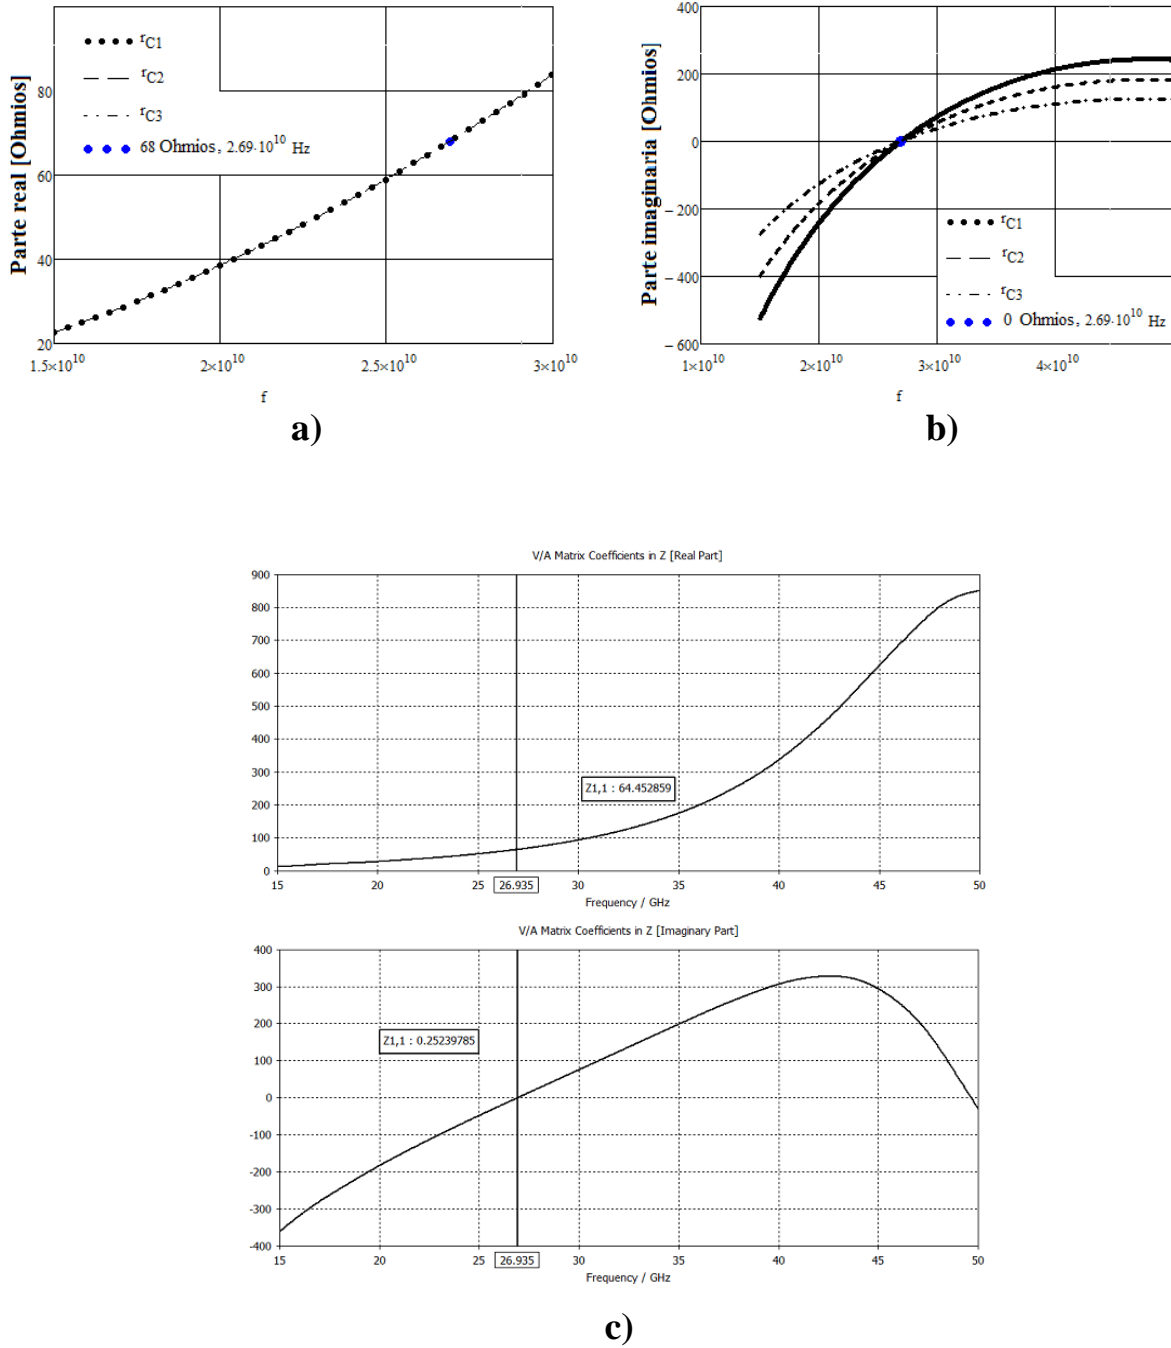 Parte real [Ohmios]
rC1
rC2
rC3
68 Ohmios, 2.69·10^10 Hz
80
60
40
20
1.5×10^10
2×10^10
2.5×10^10
3×10^10
f
a)
Parte imaginaria [Ohmios]
400
200
0
−200
−400
−600
rC1
rC2
rC3
0 Ohmios, 2.69·10^10 Hz
1×10^10
2×10^10
3×10^10
4×10^10
f
b)
V/A Matrix Coefficients in Z [Real Part]
900
800
700
600
500
400
300
200
100
0
Z1,1 : 64.452859
15
20
25
26.935
30
35
40
45
50
Frequency / GHz
V/A Matrix Coefficients in Z [Imaginary Part]
400
300
200
100
0
-100
-200
-300
-400
Z1,1 : 0.25239785
15
20
25
26.935
30
35
40
45
50
Frequency / GHz
c)